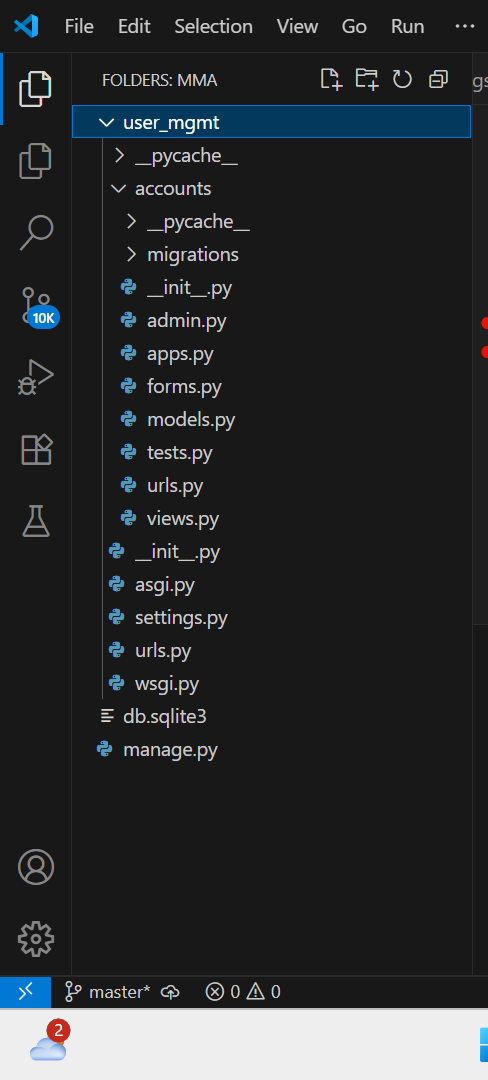 File Edit Selection View Go Run ...
FOLDERS: MMA
user_mgmt
__pycache__
accounts
__pycache__
migrations
__init__.py
admin.py
apps.py
forms.py
models.py
tests.py
urls.py
views.py
__init__.py
asgi.py
settings.py
urls.py
wsgi.py
db.sqlite3
manage.py
10K
master* 0 0
2